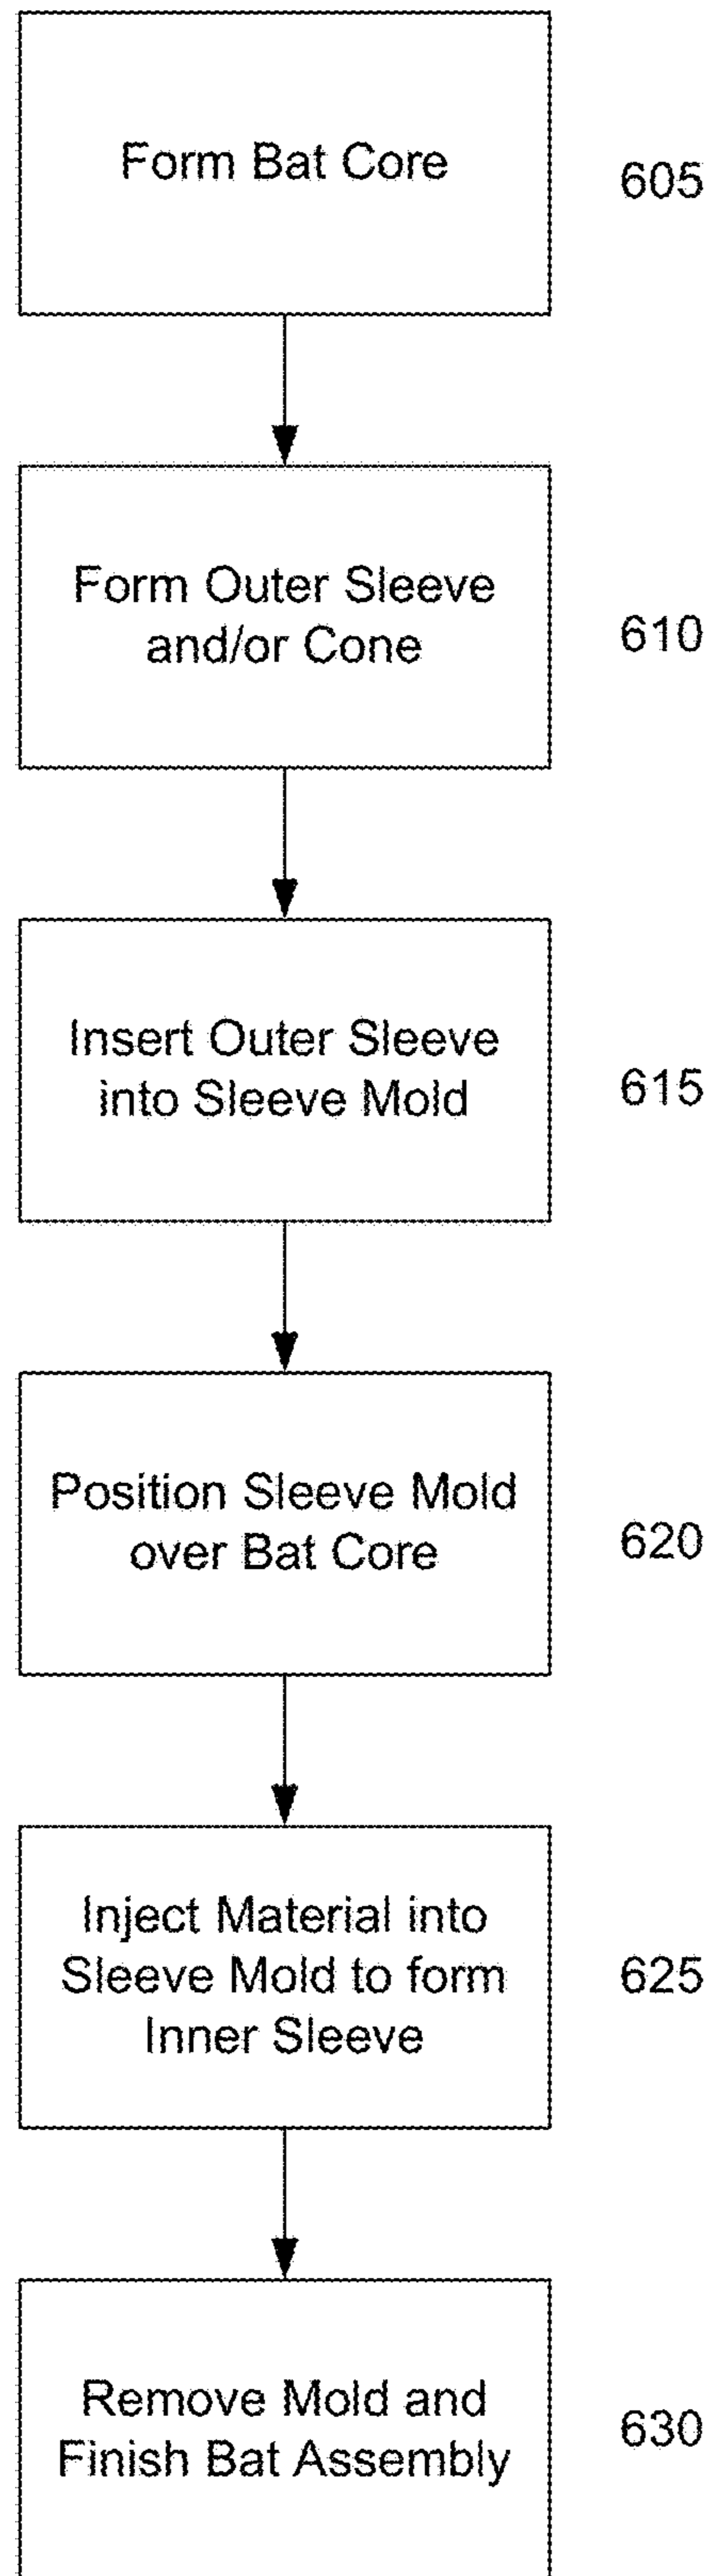 Form Bat Core
605
Form Outer Sleeve
and/or Cone
610
Insert Outer Sleeve
into Sleeve Mold
615
Position Sleeve Mold
over Bat Core
620
Inject Material into
Sleeve Mold to form
Inner Sleeve
625
Remove Mold and
Finish Bat Assembly
630